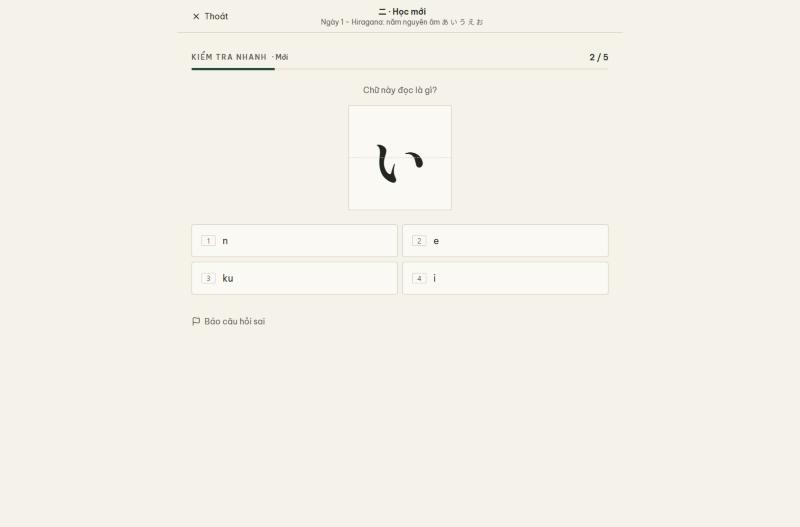 Thoát
二 · Học mới
Ngày 1 – Hiragana: năm nguyên âm あ い う え お
KIỂM TRA NHANH · Mới
2 / 5
Chữ này đọc là gì?
い
1 n
2 e
3 ku
4 i
Báo câu hỏi sai